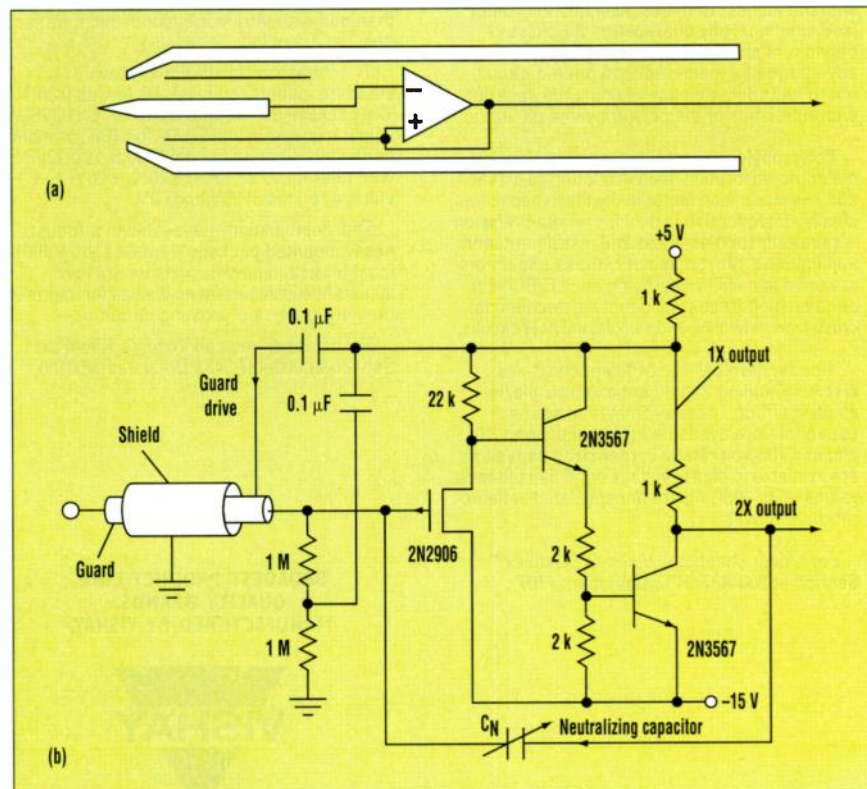 −
+
(a)
+5 V
1 k
0.1 µF
1X output
Guard
drive
0.1 µF
22 k
2N3567
Shield
1 k
2X output
Guard
2N2906
1 M
2 k
1 M
2 k
2N3567
–15 V
C_N
Neutralizing capacitor
(b)